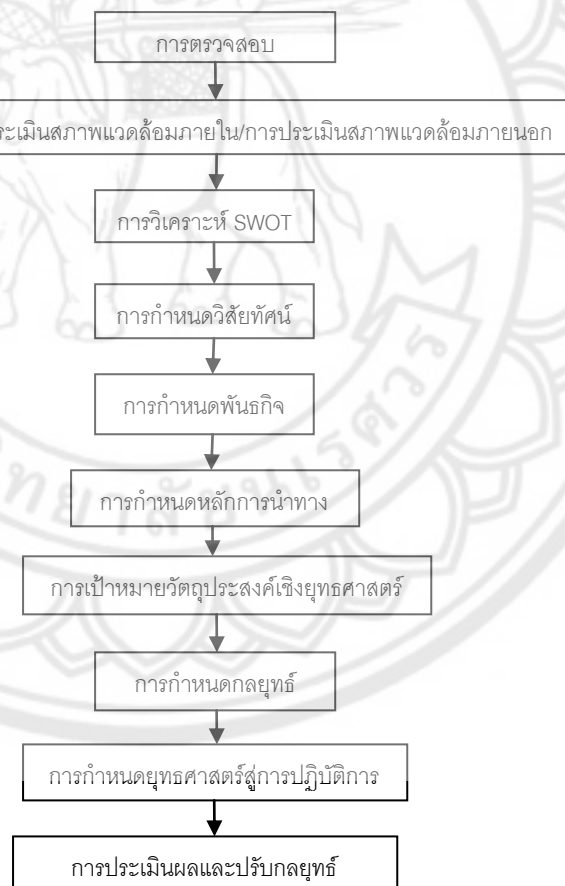 การตรวจสอบ
ระเมินสภาพแวดล้อมภายใน/การประเมินสภาพแวดล้อมภายนอก
การวิเคราะห์ SWOT
การกำหนดวิสัยทัศน์
การกำหนดพันธกิจ
การกำหนดหลักการนำทาง
การเป้าหมายวัตถุประสงค์เชิงยุทธศาสตร์
การกำหนดกลยุทธ์
การกำหนดยุทธศาสตร์สู่การปฏิบัติการ
การประเมินผลและปรับกลยุทธ์